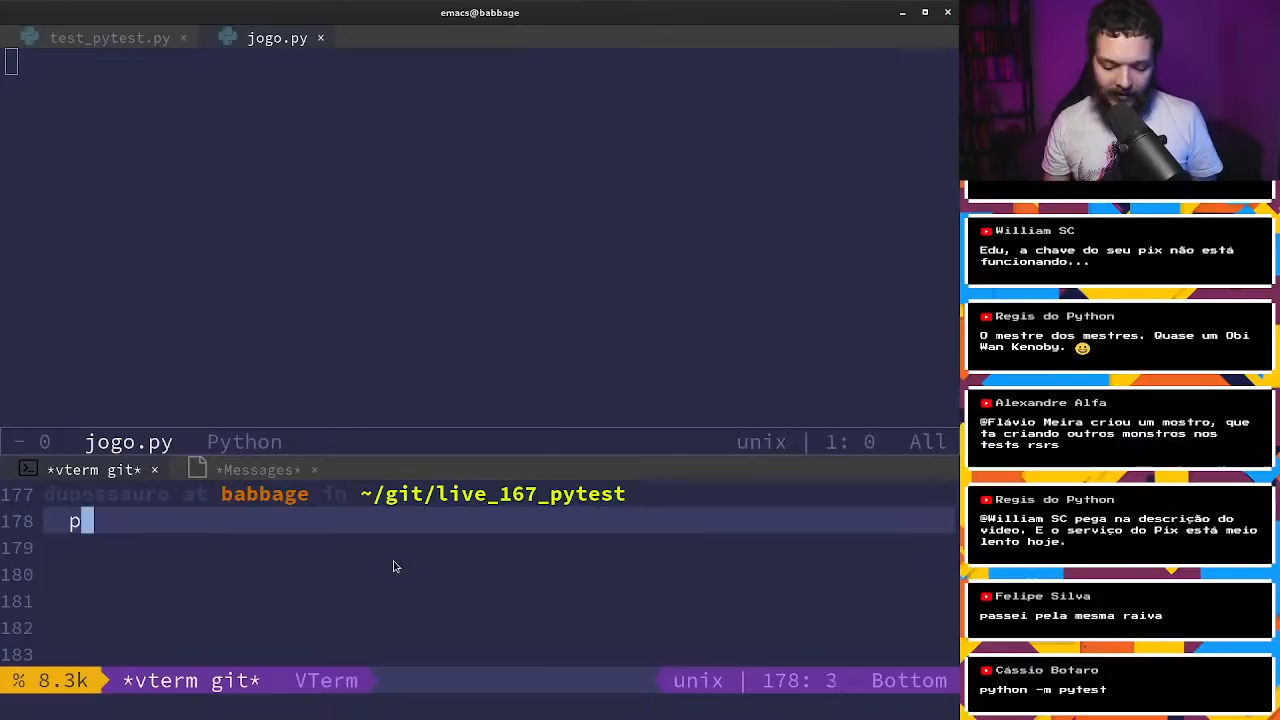 emacs@babbage
test_pytest.py ×
jogo.py ×
- 0 jogo.py Python unix | 1: 0 All
*vterm git* ×
*Messages* ×
177 dunossauro at babbage in ~/git/live_167_pytest
178 p
179
180
181
182
183
% 8.3k *vterm git* VTerm unix | 178: 3 Bottom
William SC
Edu, a chave do seu pix não está
funcionando...
Regis do Python
O mestre dos mestres. Quase um Obi
Wan Kenoby.
Alexandre Alfa
@Flávio Meira criou um mostro, que
ta criando outros monstros nos
tests rsrs
Regis do Python
@William SC pega na descrição do
video. E o serviço do Pix está meio
lento hoje.
Felipe Silva
passei pela mesma raiva
Cássio Botaro
python -m pytest